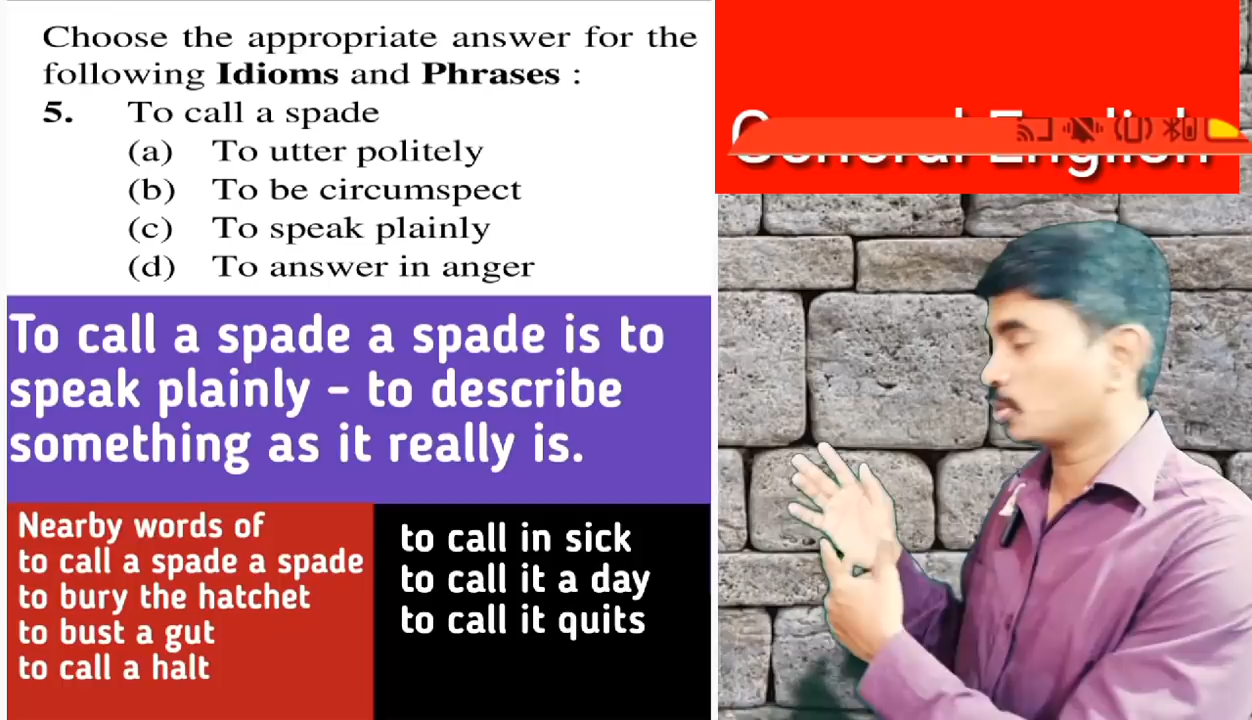 Choose the appropriate answer for the
following Idioms and Phrases :
5. To call a spade
(a) To utter politely
(b) To be circumspect
(c) To speak plainly
(d) To answer in anger
To call a spade a spade is to
speak plainly – to describe
something as it really is.
Nearby words of
to call a spade a spade
to bury the hatchet
to bust a gut
to call a halt
to call in sick
to call it a day
to call it quits
General English